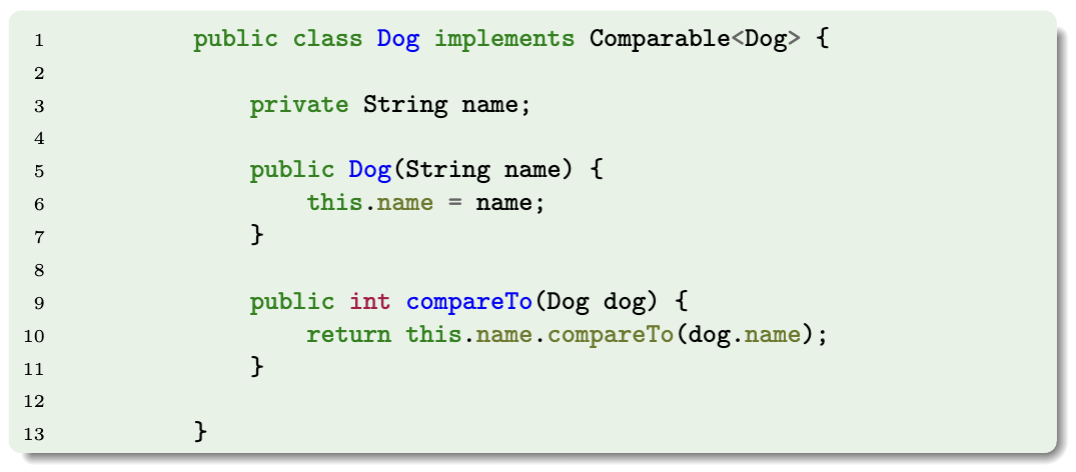 1 public class Dog implements Comparable<Dog> {
2
3 private String name;
4
5 public Dog(String name) {
6 this.name = name;
7 }
8
9 public int compareTo(Dog dog) {
10 return this.name.compareTo(dog.name);
11 }
12
13 }